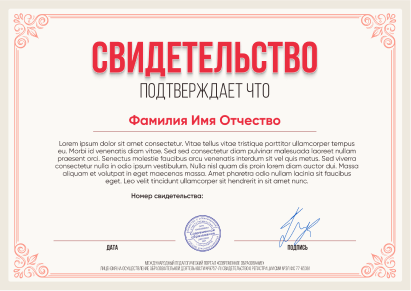 СВИДЕТЕЛЬСТВО
ПОДТВЕРЖДАЕТ ЧТО
Фамилия Имя Отчество
Lorem ipsum dolor sit amet consectetur. Vitae tellus vitae tristique porttitor ullamcorper tempus
eu. Morbi id venenatis diam vitae. Sed sed consectetur diam pulvinar malesuada laoreet nullam
praesent orci. Senectus molestie faucibus arcu venenatis interdum sit vel quis metus. Sed viverra
consectetur nulla in odio ipsum vestibulum. Nulla nisl quam dis proin lorem diam auctor dui. Massa
aliquam et volutpat in eget maecenas massa. Amet pharetra odio nullam lacinia sit faucibus
eget. Leo velit tincidunt ullamcorper sit hendrerit in sit amet nunc.
Номер свидетельства:
ДАТА
ПОДПИСЬ
МЕЖДУНАРОДНЫЙ ПЕДАГОГИЧЕСКИЙ ПОРТАЛ